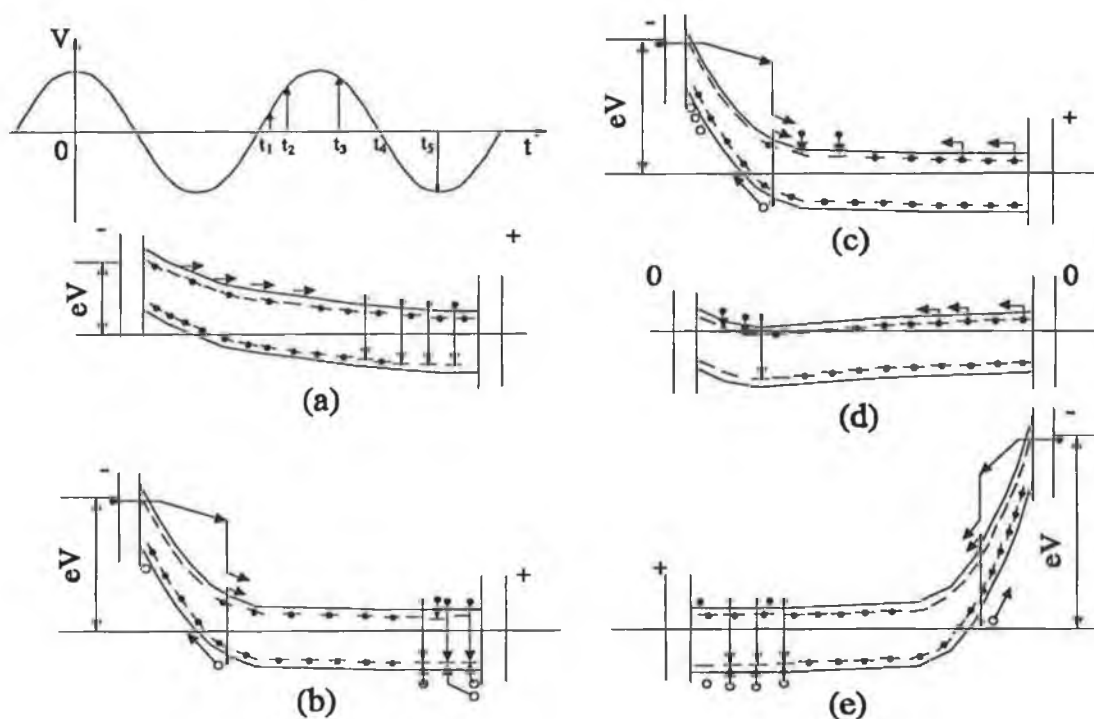 V
0
t₁
t₂
t₃
t₄
t₅
t
-
+
eV
(a)
-
+
eV
(b)
-
+
eV
(c)
0
0
(d)
-
+
eV
(e)